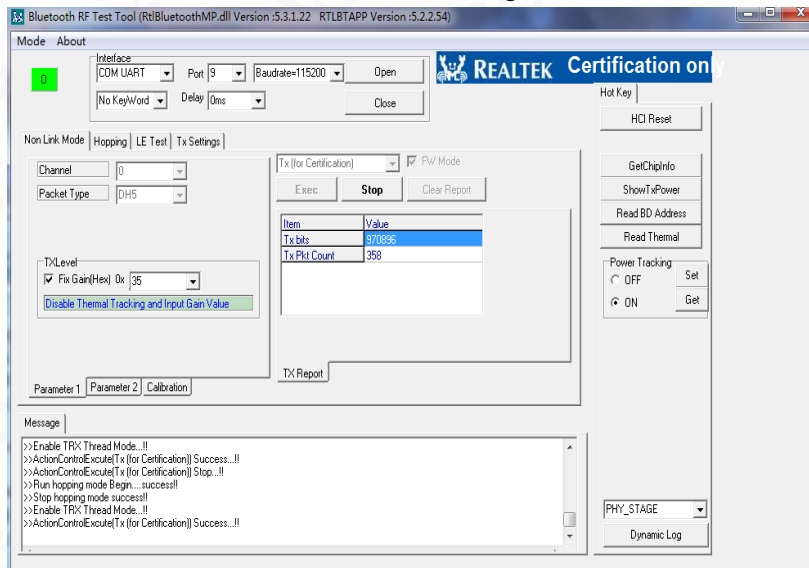 Bluetooth RF Test Tool (RtlBluetoothMP.dll Version :5.3.1.22 RTLBTAPP Version :5.2.2.54)
Mode About
0
Interface
COM UART Port 9 Baudrate=115200 Open
No KeyWord Delay 0ms Close
REALTEK Certification only
Non Link Mode Hopping LE Test Tx Settings
Channel 0
Packet Type DH5
TXLevel
Fix Gain(Hex) 0x 35
Disable Thermal Tracking and Input Gain Value
Parameter 1 Parameter 2 Calibration
Tx (for Certification) FW Mode
Exec Stop Clear Report
Item Value
Tx bits 970896
Tx Pkt Count 358
TX Report
Hot Key
HCI Reset
GetChipInfo
ShowTxPower
Read BD Address
Read Thermal
Power Tracking
OFF Set
ON Get
PHY_STAGE
Dynamic Log
Message
>>Enable TRX Thread Mode...!!
>>ActionControlExcute(Tx (for Certification)) Success...!!
>>ActionControlExcute(Tx (for Certification)) Stop...!!
>>Run hopping mode Begin....success!!
>>Stop hopping mode success!!
>>Enable TRX Thread Mode...!!
>>ActionControlExcute(Tx (for Certification)) Success...!!